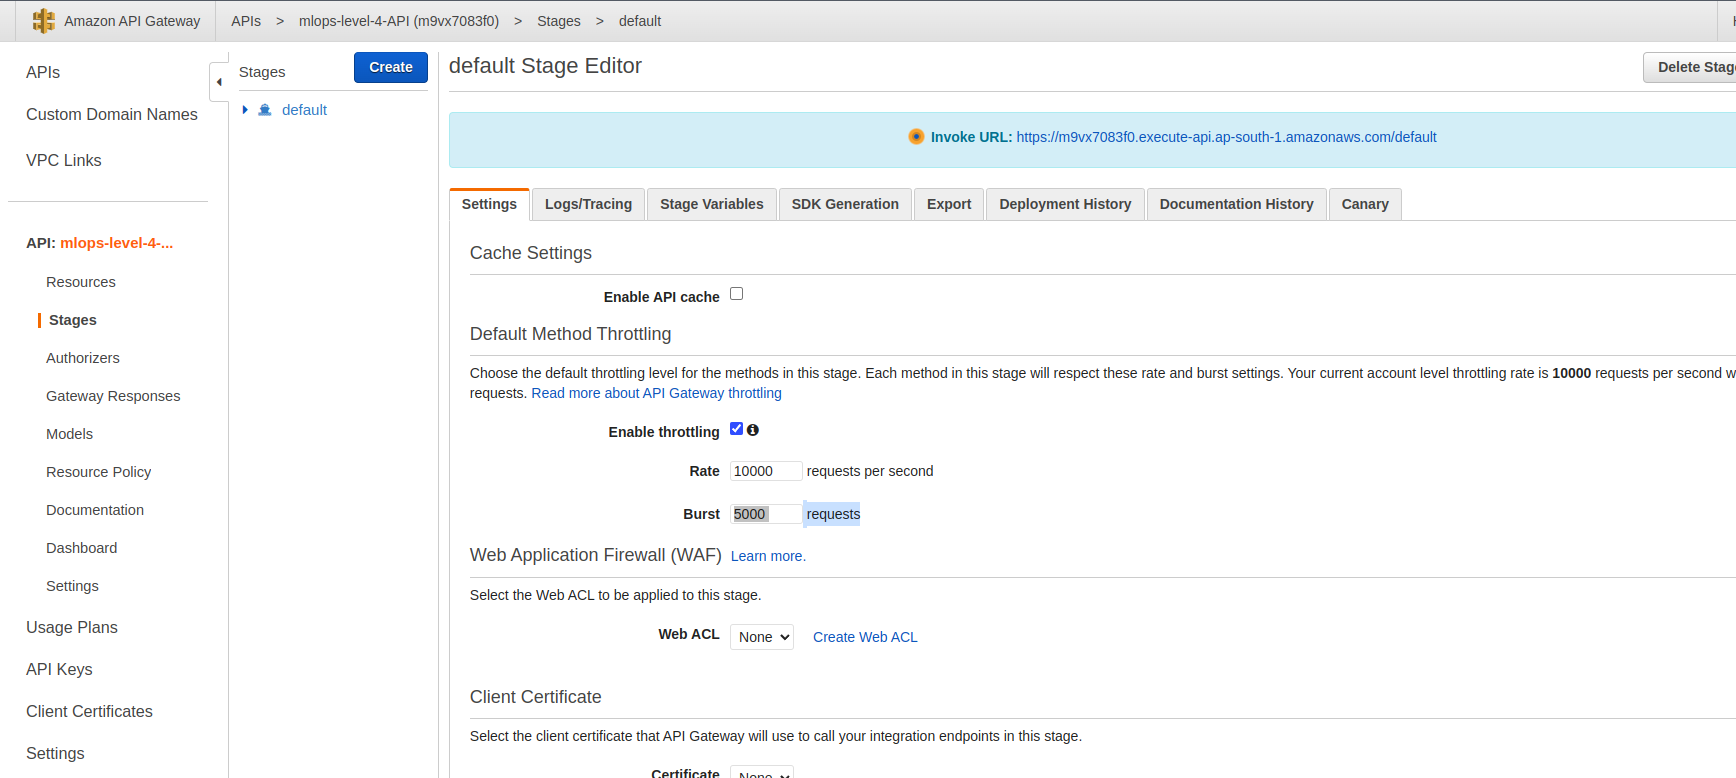 Amazon API Gateway APIs > mlops-level-4-API (m9vx7083f0) > Stages > default
APIs
Custom Domain Names
VPC Links
API: mlops-level-4-...
Resources
Stages
Authorizers
Gateway Responses
Models
Resource Policy
Documentation
Dashboard
Settings
Usage Plans
API Keys
Client Certificates
Settings
Stages Create
default
default Stage Editor
Delete Stag
Invoke URL: https://m9vx7083f0.execute-api.ap-south-1.amazonaws.com/default
Settings Logs/Tracing Stage Variables SDK Generation Export Deployment History Documentation History Canary
Cache Settings
Enable API cache
Default Method Throttling
Choose the default throttling level for the methods in this stage. Each method in this stage will respect these rate and burst settings. Your current account level throttling rate is 10000 requests per second w
requests. Read more about API Gateway throttling
Enable throttling
Rate 10000 requests per second
Burst 5000 requests
Web Application Firewall (WAF) Learn more.
Select the Web ACL to be applied to this stage.
Web ACL None Create Web ACL
Client Certificate
Select the client certificate that API Gateway will use to call your integration endpoints in this stage.
Certificate None